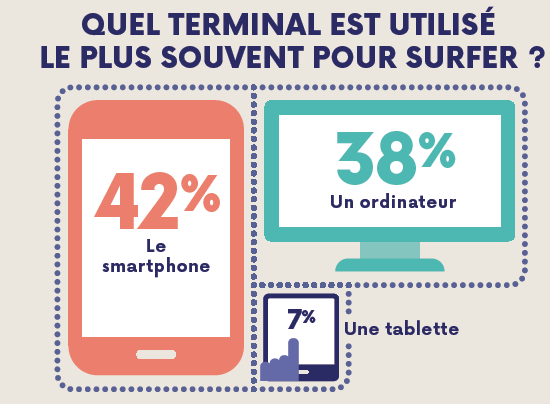 QUEL TERMINAL EST UTILISÉ
LE PLUS SOUVENT POUR SURFER ?
42%
Le
smartphone
38%
Un ordinateur
7%
Une tablette